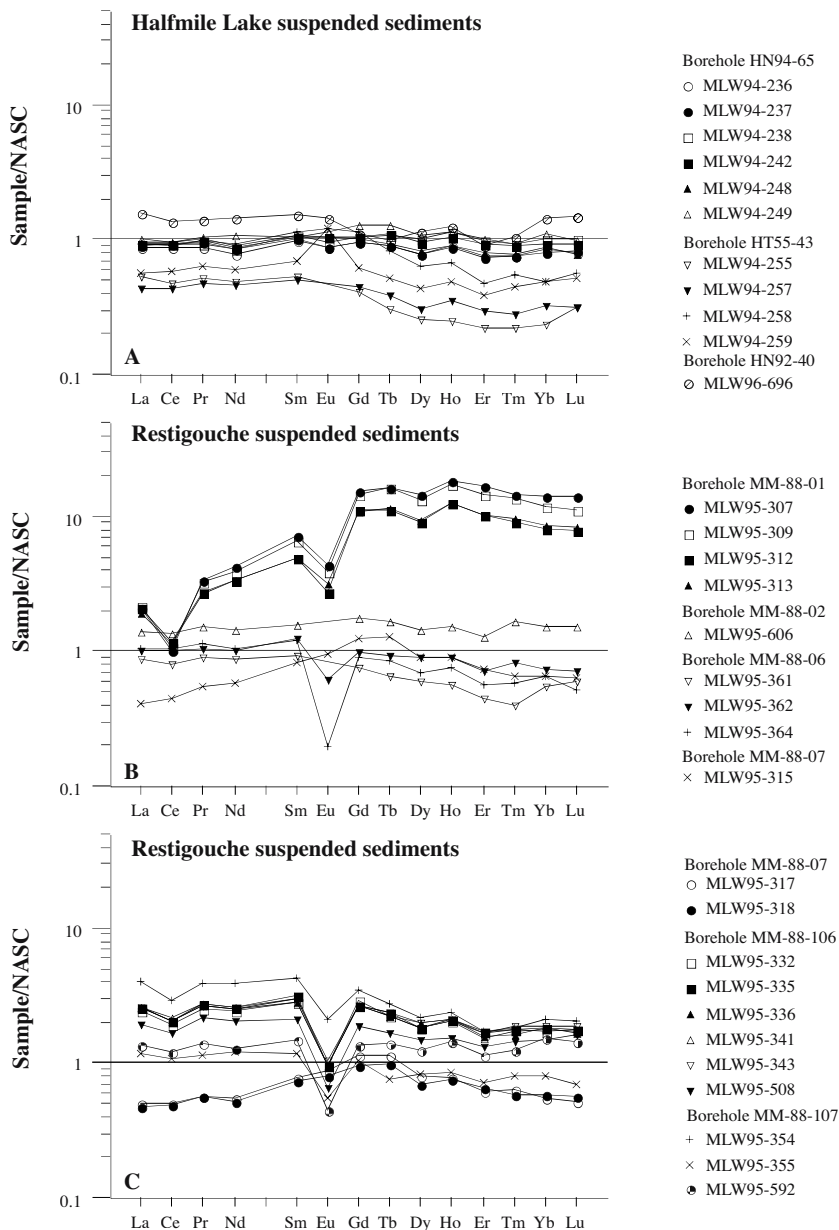 Halfmile Lake suspended sediments
Sample/NASC
10
1
0.1
A
La Ce Pr Nd Sm Eu Gd Tb Dy Ho Er Tm Yb Lu
Borehole HN94-65
MLW94-236
MLW94-237
MLW94-238
MLW94-242
MLW94-248
MLW94-249
Borehole HT55-43
MLW94-255
MLW94-257
MLW94-258
MLW94-259
Borehole HN92-40
MLW96-696
Restigouche suspended sediments
Sample/NASC
10
1
0.1
B
La Ce Pr Nd Sm Eu Gd Tb Dy Ho Er Tm Yb Lu
Borehole MM-88-01
MLW95-307
MLW95-309
MLW95-312
MLW95-313
Borehole MM-88-02
MLW95-606
Borehole MM-88-06
MLW95-361
MLW95-362
MLW95-364
Borehole MM-88-07
MLW95-315
Restigouche suspended sediments
Sample/NASC
10
1
0.1
C
La Ce Pr Nd Sm Eu Gd Tb Dy Ho Er Tm Yb Lu
Borehole MM-88-07
MLW95-317
MLW95-318
Borehole MM-88-106
MLW95-332
MLW95-335
MLW95-336
MLW95-341
MLW95-343
MLW95-508
Borehole MM-88-107
MLW95-354
MLW95-355
MLW95-592